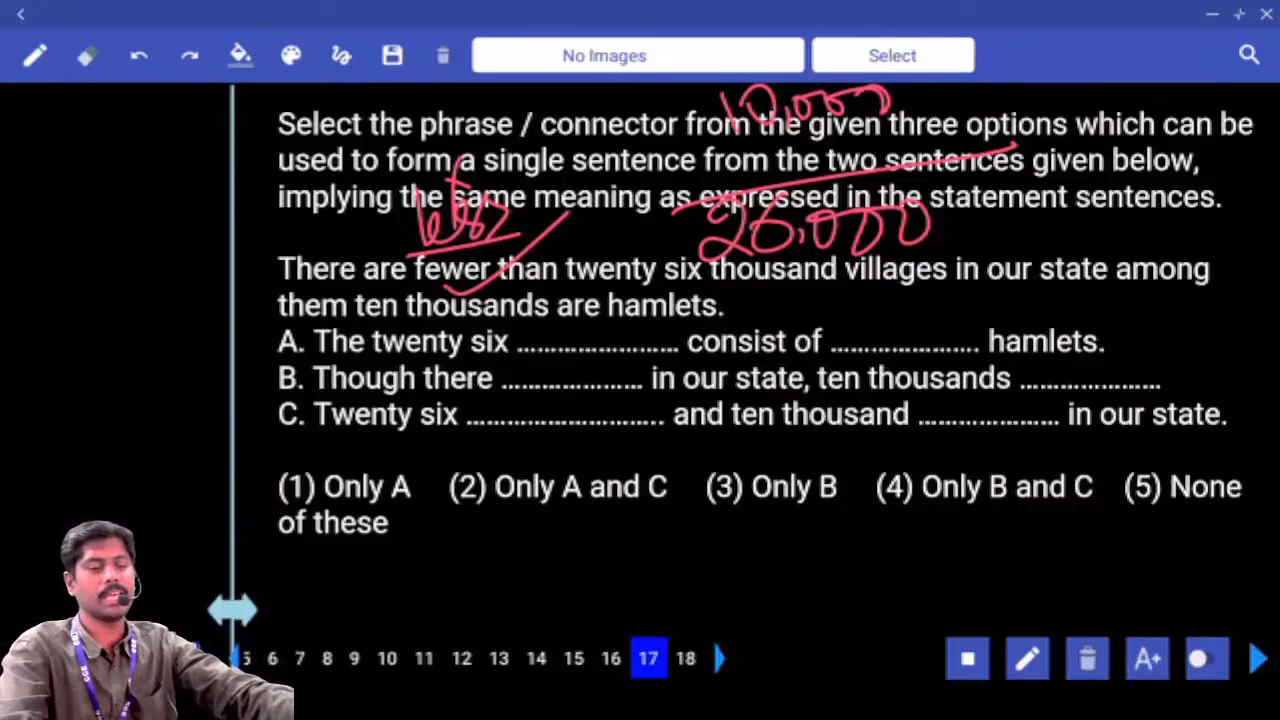 No Images
Select
10,000
Select the phrase / connector from the given three options which can be
used to form a single sentence from the two sentences given below,
implying the same meaning as expressed in the statement sentences.
less
26,000
There are fewer than twenty six thousand villages in our state among
them ten thousands are hamlets.
A. The twenty six ........................ consist of ...................... hamlets.
B. Though there ..................... in our state, ten thousands .....................
C. Twenty six ............................ and ten thousand ..................... in our state.
(1) Only A (2) Only A and C (3) Only B (4) Only B and C (5) None
of these
5 6 7 8 9 10 11 12 13 14 15 16 17 18
A+